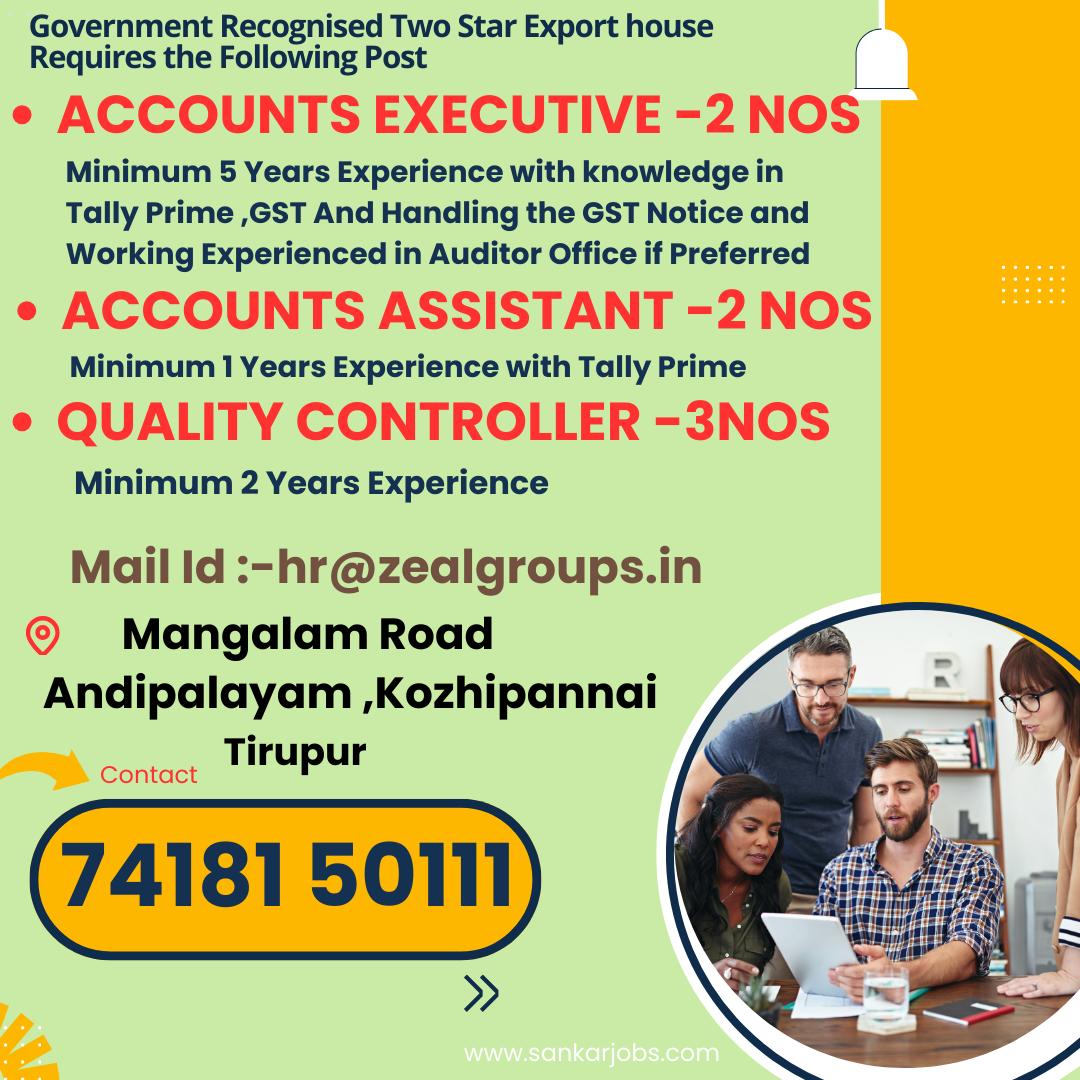 Government Recognised Two Star Export house
Requires the Following Post
• ACCOUNTS EXECUTIVE -2 NOS
Minimum 5 Years Experience with knowledge in
Tally Prime ,GST And Handling the GST Notice and
Working Experienced in Auditor Office if Preferred
• ACCOUNTS ASSISTANT -2 NOS
Minimum 1 Years Experience with Tally Prime
• QUALITY CONTROLLER -3NOS
Minimum 2 Years Experience
Mail Id :-hr@zealgroups.in
Mangalam Road
Andipalayam ,Kozhipannai
Tirupur
Contact
74181 50111
R
www.sankarjobs.com